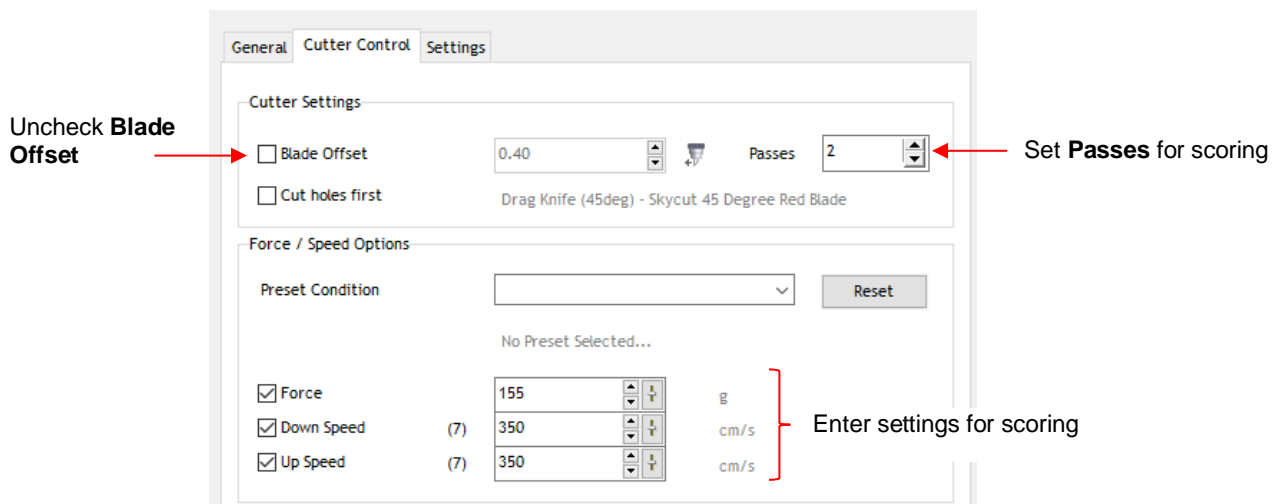 General Cutter Control Settings
Cutter Settings
Uncheck Blade
Offset
Blade Offset 0.40 Passes 2
Set Passes for scoring
Cut holes first Drag Knife (45deg) - Skycut 45 Degree Red Blade
Force / Speed Options
Preset Condition Reset
No Preset Selected...
Force 155 g
Down Speed (7) 350 cm/s
Enter settings for scoring
Up Speed (7) 350 cm/s